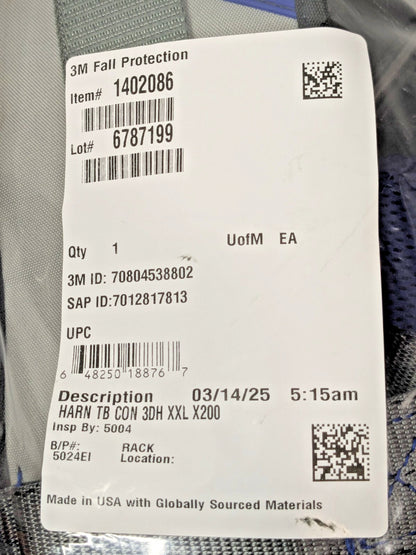 3M Fall Protection
Item# 1402086
Lot# 6787199
Qty 1 UofM EA
3M ID: 70804538802
SAP ID:7012817813
UPC
6 48250 18876 7
Description 03/14/25 5:15am
HARN TB CON 3DH XXL X200
Insp By: 5004
B/P#: RACK
5024EI Location:
Made in USA with Globally Sourced Materials